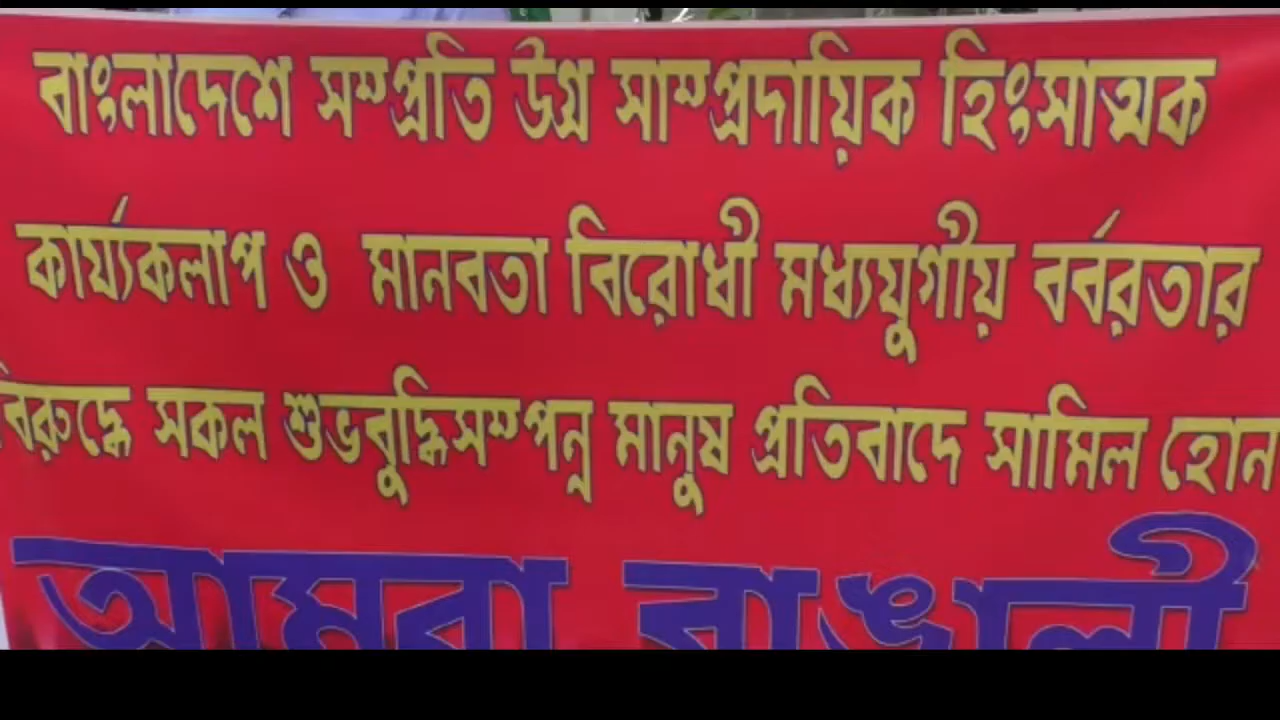 বাংলাদেশে সম্প্রতি উগ্র সাম্প্রদায়িক হিংসাত্মক
কার্য্যকলাপ ও মানবতা বিরোধী মধ্যযুগীয় বর্বরতার
বিরুদ্ধে সকল শুভবুদ্ধিসম্পন্ন মানুষ প্রতিবাদে সামিল হোন
আমরা বাঙালী